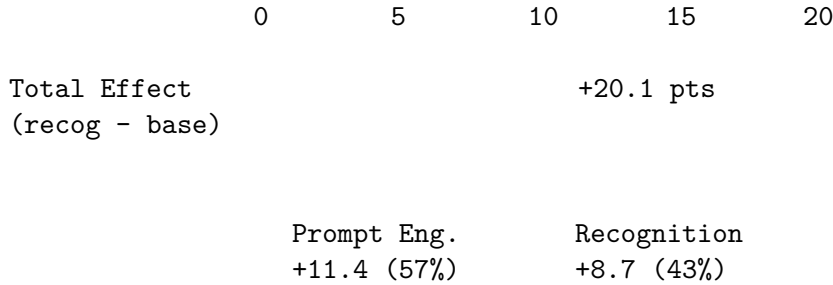 0 5 10 15 20
Total Effect +20.1 pts
(recog - base)
Prompt Eng. Recognition
+11.4 (57%) +8.7 (43%)